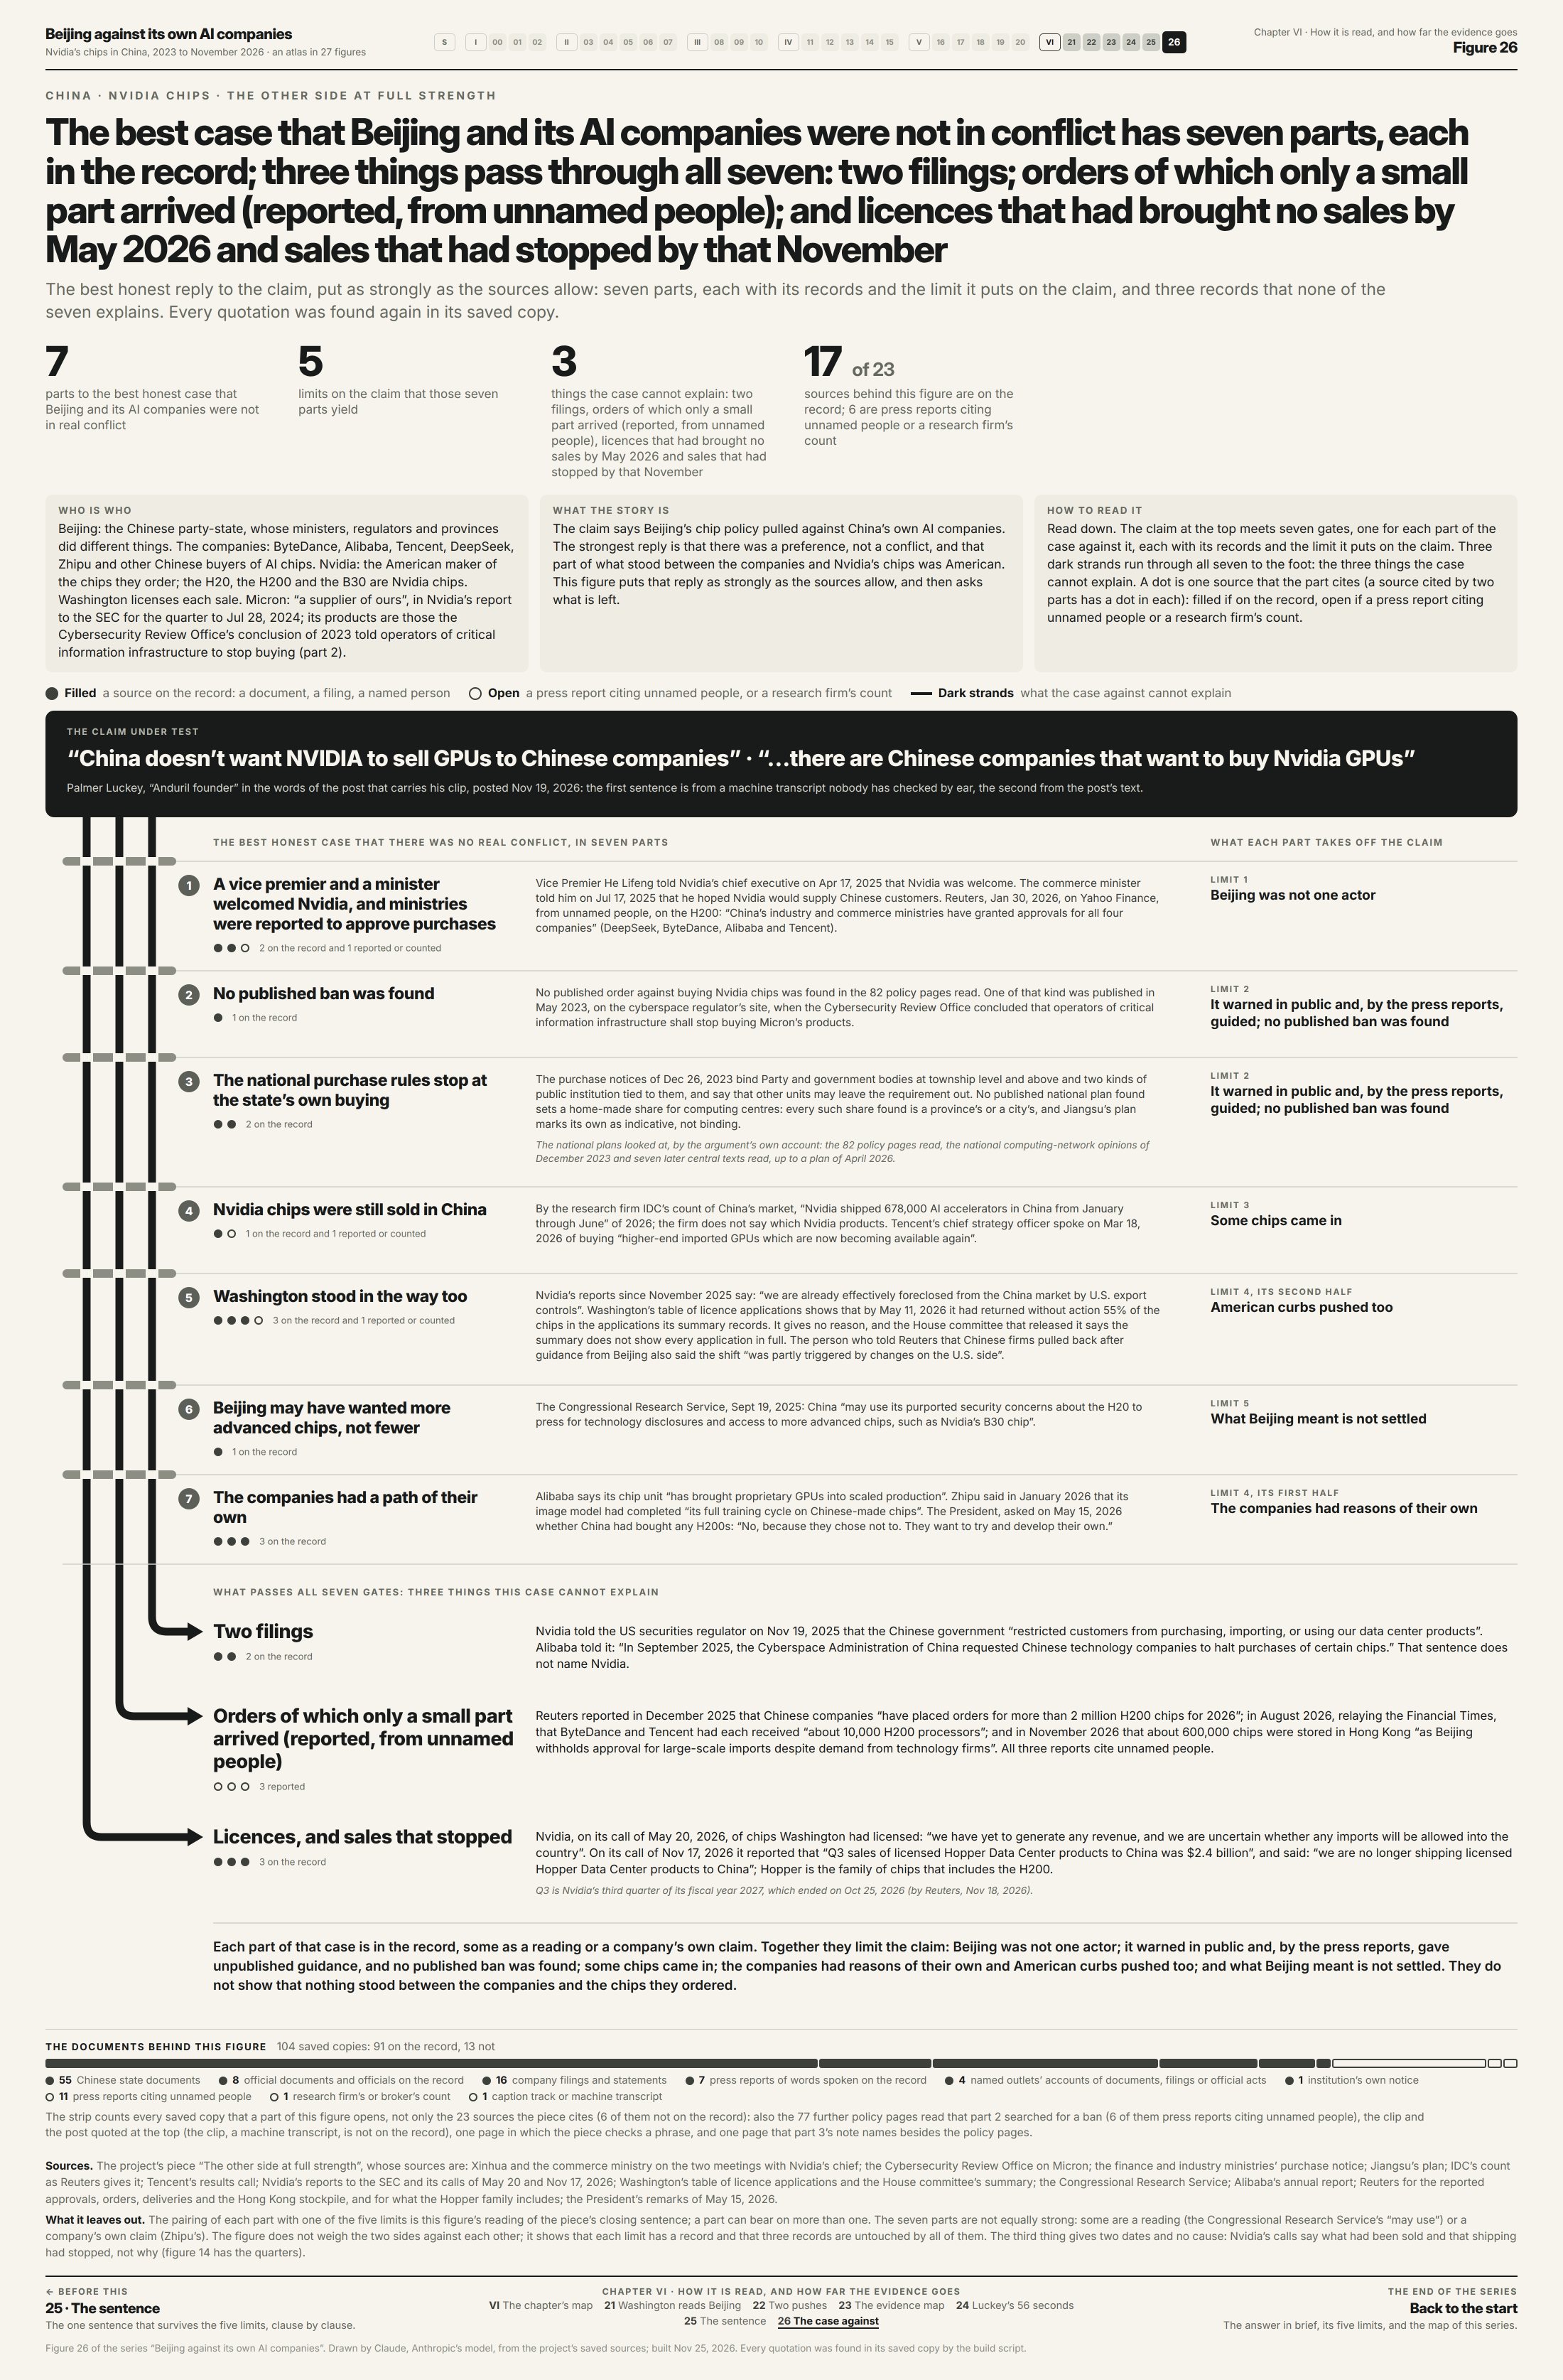 Beijing against its own AI companies
Nvidia’s chips in China, 2023 to November 2026 · an atlas in 27 figures
S I 00 01 02 II 03 04 05 06 07 III 08 09 10 IV 11 12 13 14 15 V 16 17 18 19 20 VI 21 22 23 24 25 26
Chapter VI · How it is read, and how far the evidence goes
Figure 26
CHINA · NVIDIA CHIPS · THE OTHER SIDE AT FULL STRENGTH
The best case that Beijing and its AI companies were not in conflict has seven parts, each
in the record; three things pass through all seven: two filings; orders of which only a small
part arrived (reported, from unnamed people); and licences that had brought no sales by
May 2026 and sales that had stopped by that November
The best honest reply to the claim, put as strongly as the sources allow: seven parts, each with its records and the limit it puts on the claim, and three records that none of the
seven explains. Every quotation was found again in its saved copy.
7
parts to the best honest case that
Beijing and its AI companies were not
in real conflict
5
limits on the claim that those seven
parts yield
3
things the case cannot explain: two
filings, orders of which only a small
part arrived (reported, from unnamed
people), licences that had brought no
sales by May 2026 and sales that had
stopped by that November
17 of 23
sources behind this figure are on the
record; 6 are press reports citing
unnamed people or a research firm’s
count
WHO IS WHO
Beijing: the Chinese party-state, whose ministers, regulators and provinces
did different things. The companies: ByteDance, Alibaba, Tencent, DeepSeek,
Zhipu and other Chinese buyers of AI chips. Nvidia: the American maker of
the chips they order; the H20, the H200 and the B30 are Nvidia chips.
Washington licenses each sale. Micron: “a supplier of ours”, in Nvidia’s report
to the SEC for the quarter to Jul 28, 2024; its products are those the
Cybersecurity Review Office’s conclusion of 2023 told operators of critical
information infrastructure to stop buying (part 2).
WHAT THE STORY IS
The claim says Beijing’s chip policy pulled against China’s own AI companies.
The strongest reply is that there was a preference, not a conflict, and that
part of what stood between the companies and Nvidia’s chips was American.
This figure puts that reply as strongly as the sources allow, and then asks
what is left.
HOW TO READ IT
Read down. The claim at the top meets seven gates, one for each part of the
case against it, each with its records and the limit it puts on the claim. Three
dark strands run through all seven to the foot: the three things the case
cannot explain. A dot is one source that the part cites (a source cited by two
parts has a dot in each): filled if on the record, open if a press report citing
unnamed people or a research firm’s count.
Filled a source on the record: a document, a filing, a named person Open a press report citing unnamed people, or a research firm’s count Dark strands what the case against cannot explain
THE CLAIM UNDER TEST
“China doesn’t want NVIDIA to sell GPUs to Chinese companies” · “…there are Chinese companies that want to buy Nvidia GPUs”
Palmer Luckey, “Anduril founder” in the words of the post that carries his clip, posted Nov 19, 2026: the first sentence is from a machine transcript nobody has checked by ear, the second from the post’s text.
THE BEST HONEST CASE THAT THERE WAS NO REAL CONFLICT, IN SEVEN PARTS
WHAT EACH PART TAKES OFF THE CLAIM
1
A vice premier and a minister
welcomed Nvidia, and ministries
were reported to approve purchases
2 on the record and 1 reported or counted
Vice Premier He Lifeng told Nvidia’s chief executive on Apr 17, 2025 that Nvidia was welcome. The commerce minister
told him on Jul 17, 2025 that he hoped Nvidia would supply Chinese customers. Reuters, Jan 30, 2026, on Yahoo Finance,
from unnamed people, on the H200: “China’s industry and commerce ministries have granted approvals for all four
companies” (DeepSeek, ByteDance, Alibaba and Tencent).
LIMIT 1
Beijing was not one actor
2
No published ban was found
1 on the record
No published order against buying Nvidia chips was found in the 82 policy pages read. One of that kind was published in
May 2023, on the cyberspace regulator’s site, when the Cybersecurity Review Office concluded that operators of critical
information infrastructure shall stop buying Micron’s products.
LIMIT 2
It warned in public and, by the press reports,
guided; no published ban was found
3
The national purchase rules stop at
the state’s own buying
2 on the record
The purchase notices of Dec 26, 2023 bind Party and government bodies at township level and above and two kinds of
public institution tied to them, and say that other units may leave the requirement out. No published national plan found
sets a home-made share for computing centres: every such share found is a province’s or a city’s, and Jiangsu’s plan
marks its own as indicative, not binding.
The national plans looked at, by the argument’s own account: the 82 policy pages read, the national computing-network opinions of
December 2023 and seven later central texts read, up to a plan of April 2026.
LIMIT 2
It warned in public and, by the press reports,
guided; no published ban was found
4
Nvidia chips were still sold in China
1 on the record and 1 reported or counted
By the research firm IDC’s count of China’s market, “Nvidia shipped 678,000 AI accelerators in China from January
through June” of 2026; the firm does not say which Nvidia products. Tencent’s chief strategy officer spoke on Mar 18,
2026 of buying “higher-end imported GPUs which are now becoming available again”.
LIMIT 3
Some chips came in
5
Washington stood in the way too
3 on the record and 1 reported or counted
Nvidia’s reports since November 2025 say: “we are already effectively foreclosed from the China market by U.S. export
controls”. Washington’s table of licence applications shows that by May 11, 2026 it had returned without action 55% of the
chips in the applications its summary records. It gives no reason, and the House committee that released it says the
summary does not show every application in full. The person who told Reuters that Chinese firms pulled back after
guidance from Beijing also said the shift “was partly triggered by changes on the U.S. side”.
LIMIT 4, ITS SECOND HALF
American curbs pushed too
6
Beijing may have wanted more
advanced chips, not fewer
1 on the record
The Congressional Research Service, Sept 19, 2025: China “may use its purported security concerns about the H20 to
press for technology disclosures and access to more advanced chips, such as Nvidia’s B30 chip”.
LIMIT 5
What Beijing meant is not settled
7
The companies had a path of their
own
3 on the record
Alibaba says its chip unit “has brought proprietary GPUs into scaled production”. Zhipu said in January 2026 that its
image model had completed “its full training cycle on Chinese-made chips”. The President, asked on May 15, 2026
whether China had bought any H200s: “No, because they chose not to. They want to try and develop their own.”
LIMIT 4, ITS FIRST HALF
The companies had reasons of their own
WHAT PASSES ALL SEVEN GATES: THREE THINGS THIS CASE CANNOT EXPLAIN
Two filings
2 on the record
Nvidia told the US securities regulator on Nov 19, 2025 that the Chinese government “restricted customers from purchasing, importing, or using our data center products”.
Alibaba told it: “In September 2025, the Cyberspace Administration of China requested Chinese technology companies to halt purchases of certain chips.” That sentence does
not name Nvidia.
Orders of which only a small part
arrived (reported, from unnamed
people)
3 reported
Reuters reported in December 2025 that Chinese companies “have placed orders for more than 2 million H200 chips for 2026”; in August 2026, relaying the Financial Times,
that ByteDance and Tencent had each received “about 10,000 H200 processors”; and in November 2026 that about 600,000 chips were stored in Hong Kong “as Beijing
withholds approval for large-scale imports despite demand from technology firms”. All three reports cite unnamed people.
Licences, and sales that stopped
3 on the record
Nvidia, on its call of May 20, 2026, of chips Washington had licensed: “we have yet to generate any revenue, and we are uncertain whether any imports will be allowed into the
country”. On its call of Nov 17, 2026 it reported that “Q3 sales of licensed Hopper Data Center products to China was $2.4 billion”, and said: “we are no longer shipping licensed
Hopper Data Center products to China”; Hopper is the family of chips that includes the H200.
Q3 is Nvidia’s third quarter of its fiscal year 2027, which ended on Oct 25, 2026 (by Reuters, Nov 18, 2026).
Each part of that case is in the record, some as a reading or a company’s own claim. Together they limit the claim: Beijing was not one actor; it warned in public and, by the press reports, gave
unpublished guidance, and no published ban was found; some chips came in; the companies had reasons of their own and American curbs pushed too; and what Beijing meant is not settled. They do
not show that nothing stood between the companies and the chips they ordered.
THE DOCUMENTS BEHIND THIS FIGURE 104 saved copies: 91 on the record, 13 not
55 Chinese state documents 8 official documents and officials on the record 16 company filings and statements 7 press reports of words spoken on the record 4 named outlets’ accounts of documents, filings or official acts 1 institution’s own notice
11 press reports citing unnamed people 1 research firm’s or broker’s count 1 caption track or machine transcript
The strip counts every saved copy that a part of this figure opens, not only the 23 sources the piece cites (6 of them not on the record): also the 77 further policy pages read that part 2 searched for a ban (6 of them press reports citing unnamed people), the clip and
the post quoted at the top (the clip, a machine transcript, is not on the record), one page in which the piece checks a phrase, and one page that part 3’s note names besides the policy pages.
Sources. The project’s piece “The other side at full strength”, whose sources are: Xinhua and the commerce ministry on the two meetings with Nvidia’s chief; the Cybersecurity Review Office on Micron; the finance and industry ministries’ purchase notice; Jiangsu’s plan; IDC’s count
as Reuters gives it; Tencent’s results call; Nvidia’s reports to the SEC and its calls of May 20 and Nov 17, 2026; Washington’s table of licence applications and the House committee’s summary; the Congressional Research Service; Alibaba’s annual report; Reuters for the reported
approvals, orders, deliveries and the Hong Kong stockpile, and for what the Hopper family includes; the President’s remarks of May 15, 2026.
What it leaves out. The pairing of each part with one of the five limits is this figure’s reading of the piece’s closing sentence; a part can bear on more than one. The seven parts are not equally strong: some are a reading (the Congressional Research Service’s “may use”) or a
company’s own claim (Zhipu’s). The figure does not weigh the two sides against each other; it shows that each limit has a record and that three records are untouched by all of them. The third thing gives two dates and no cause: Nvidia’s calls say what had been sold and that shipping
had stopped, not why (figure 14 has the quarters).
← BEFORE THIS
25 · The sentence
The one sentence that survives the five limits, clause by clause.
CHAPTER VI · HOW IT IS READ, AND HOW FAR THE EVIDENCE GOES
VI The chapter’s map 21 Washington reads Beijing 22 Two pushes 23 The evidence map 24 Luckey’s 56 seconds
25 The sentence 26 The case against
THE END OF THE SERIES
Back to the start
The answer in brief, its five limits, and the map of this series.
Figure 26 of the series “Beijing against its own AI companies”. Drawn by Claude, Anthropic’s model, from the project’s saved sources; built Nov 25, 2026. Every quotation was found in its saved copy by the build script.